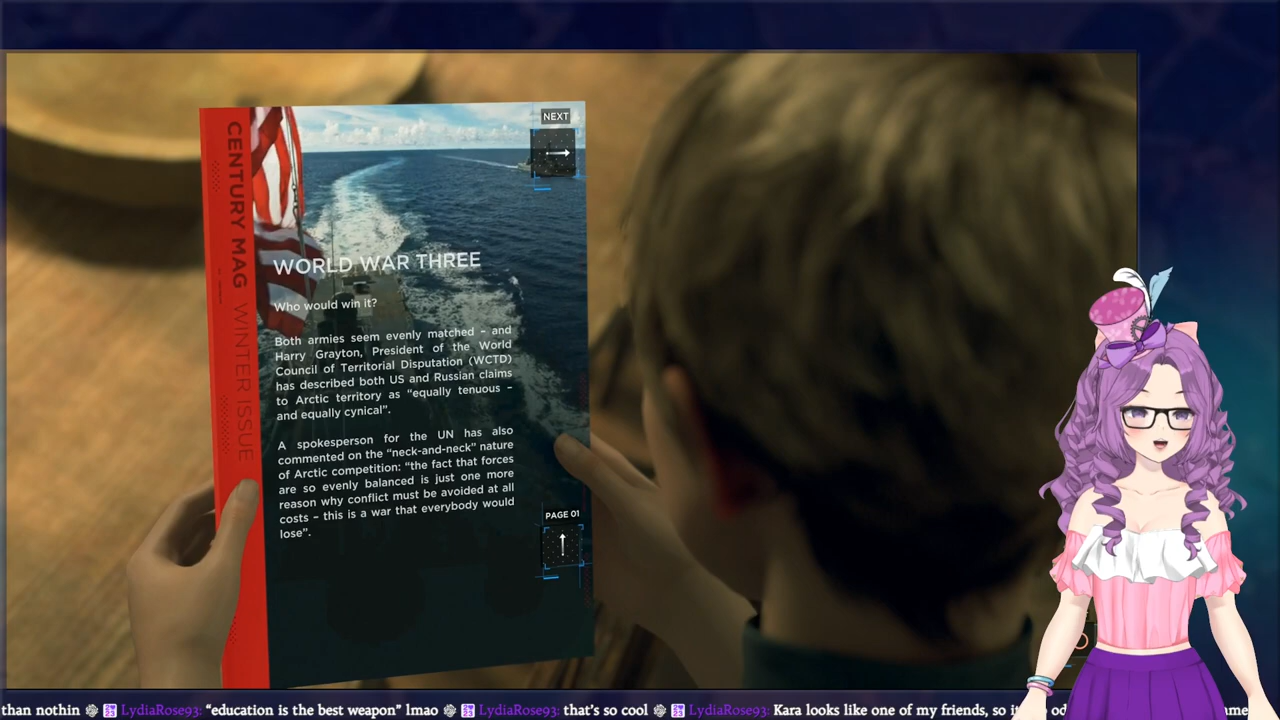 NEXT
CENTURY MAG WINTER ISSUE
WORLD WAR THREE
Who would win it?
Both armies seem evenly matched – and
Harry Grayton, President of the World
Council of Territorial Disputation (WCTD)
has described both US and Russian claims
to Arctic territory as “equally tenuous –
and equally cynical”.
A spokesperson for the UN has also
commented on the “neck-and-neck” nature
of Arctic competition: “the fact that forces
are so evenly balanced is just one more
reason why conflict must be avoided at all
costs – this is a war that everybody would
lose”.
PAGE 01
than nothin LydiaRose93: “education is the best weapon” lmao LydiaRose93: that’s so cool LydiaRose93: Kara looks like one of my friends, so